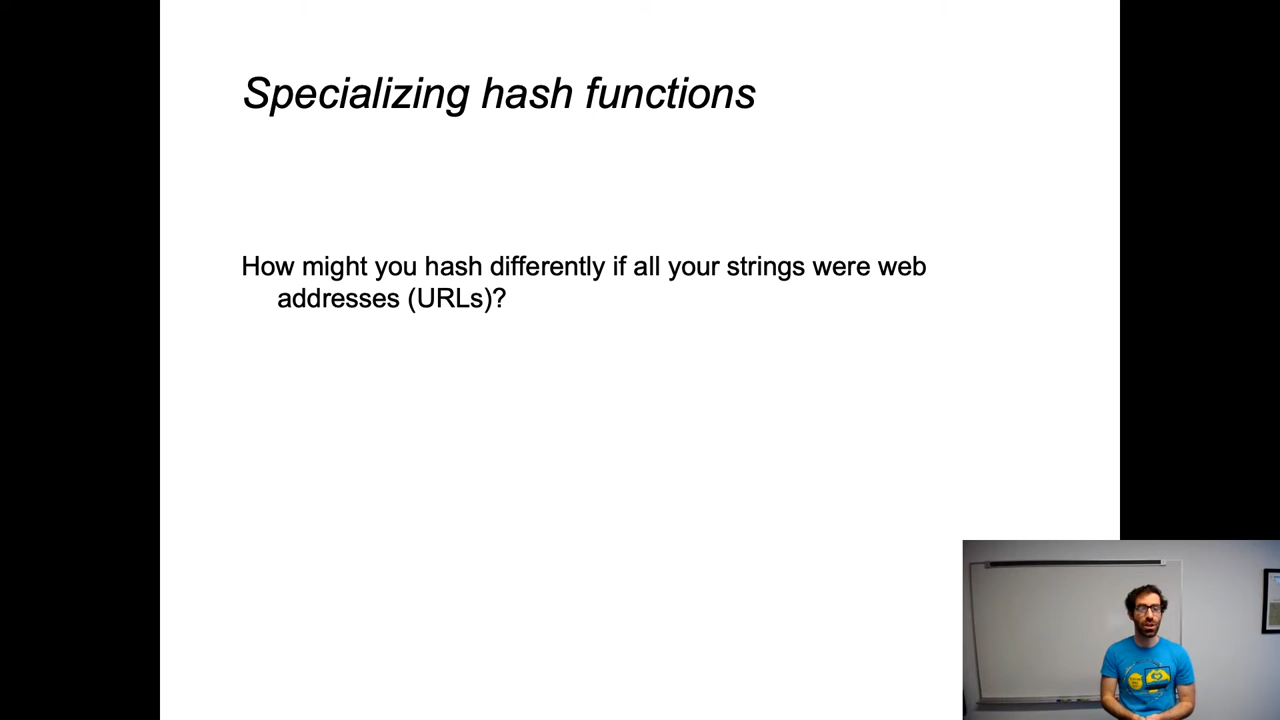 Specializing hash functions
How might you hash differently if all your strings were web
addresses (URLs)?